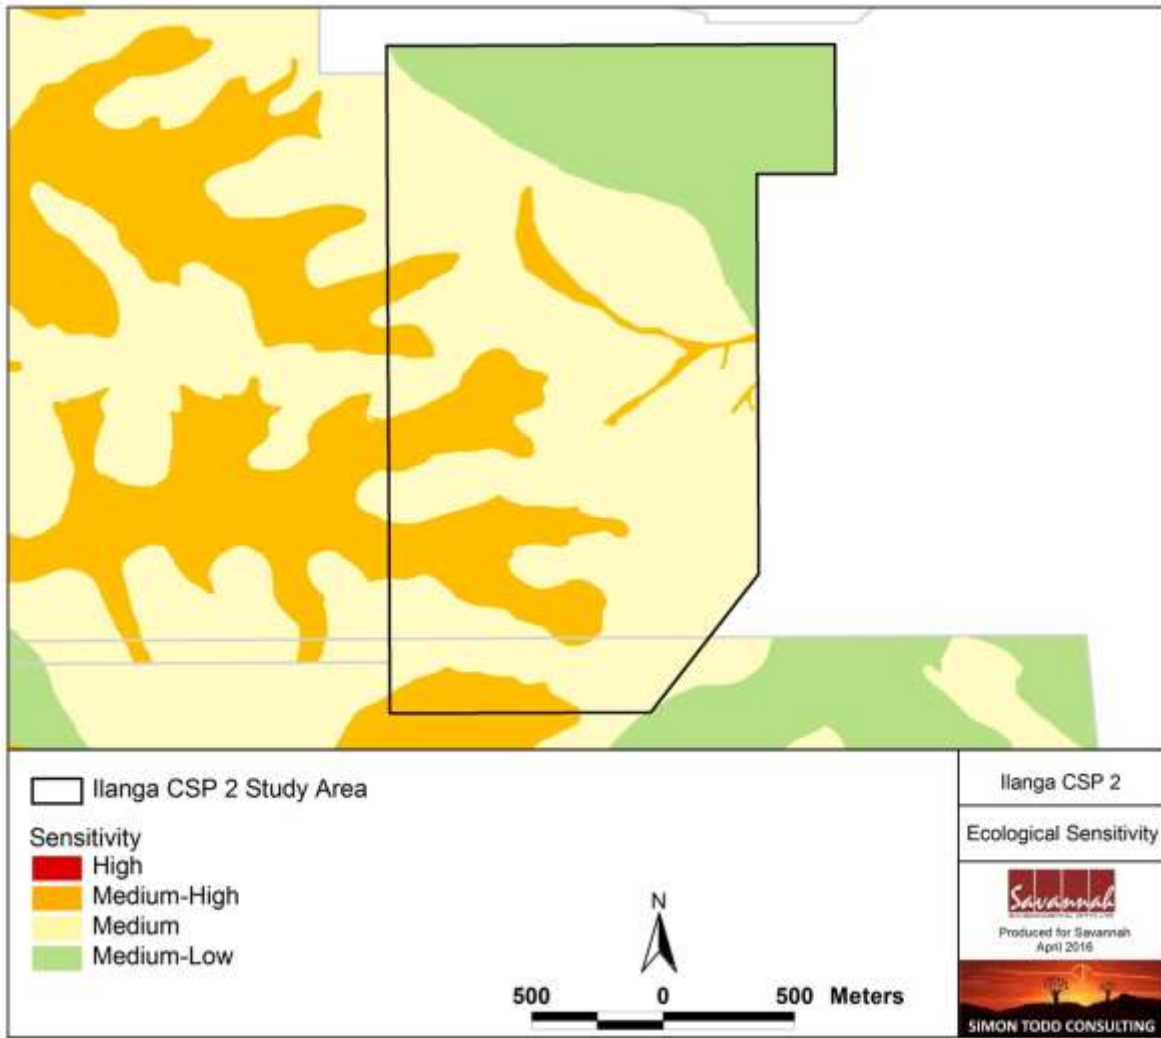 Ilanga CSP 2 Study Area
Sensitivity
High
Medium-High
Medium
Medium-Low
N
500 0 500 Meters
Ilanga CSP 2
Ecological Sensitivity
Savannah
Produced for Savannah
April 2016
SIMON TODD CONSULTING